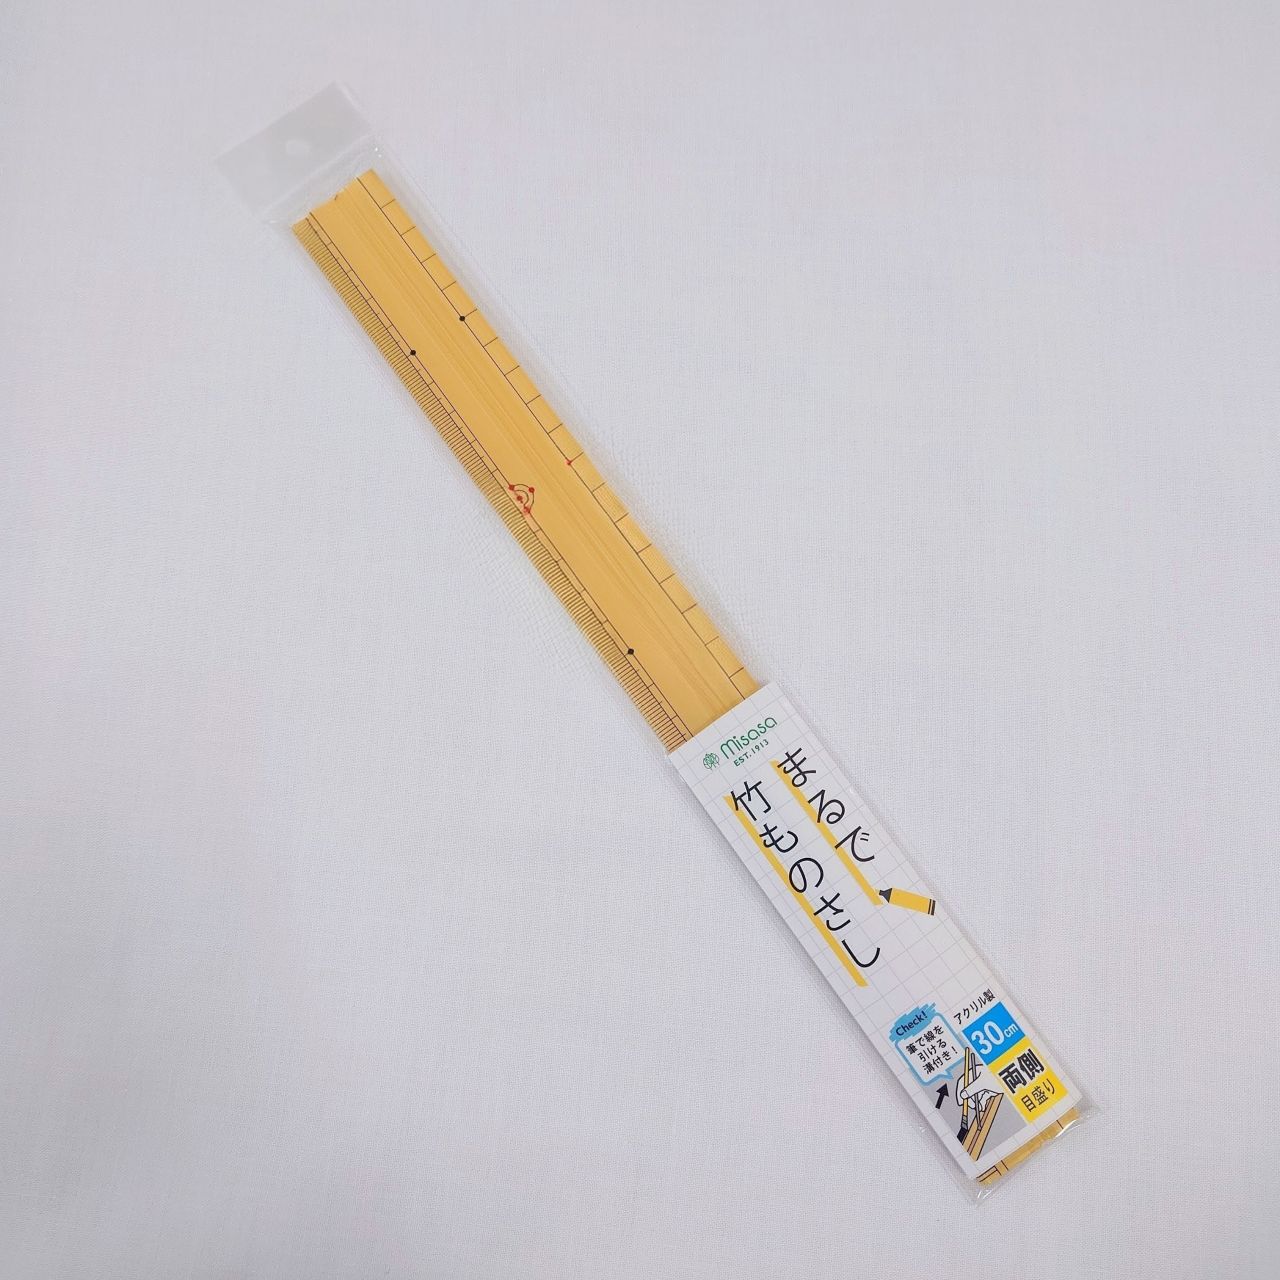 misasa
EST.1913
まるで
竹ものさし
アクリル製
30cm
両側
目盛り
Check!
筆で線を
引ける
溝付き！